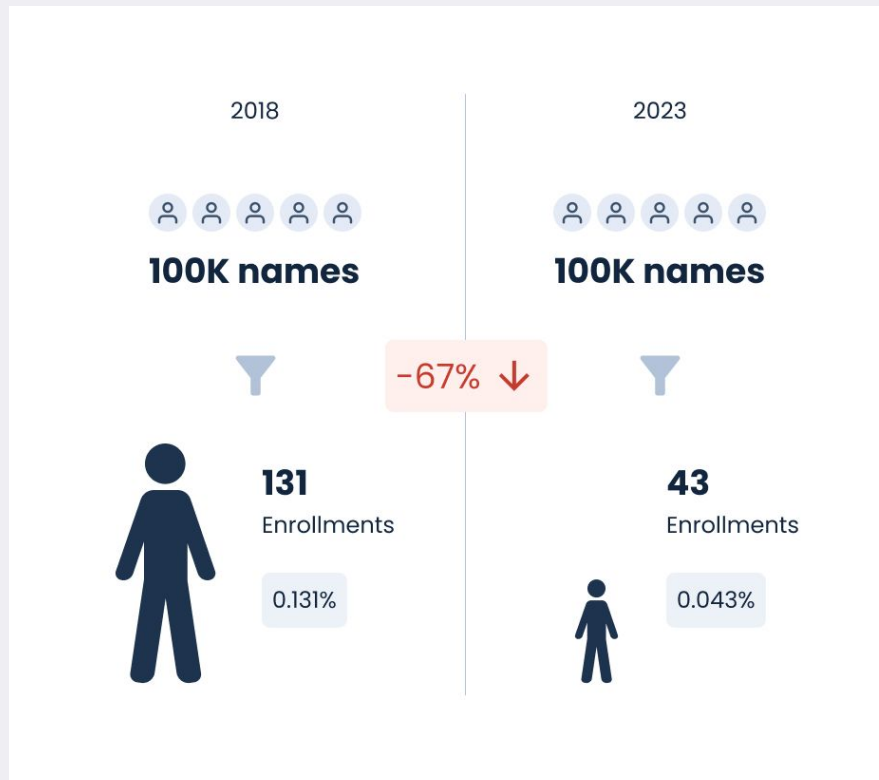 2018
100K names
131
Enrollments
0.131%
-67%
2023
100K names
43
Enrollments
0.043%